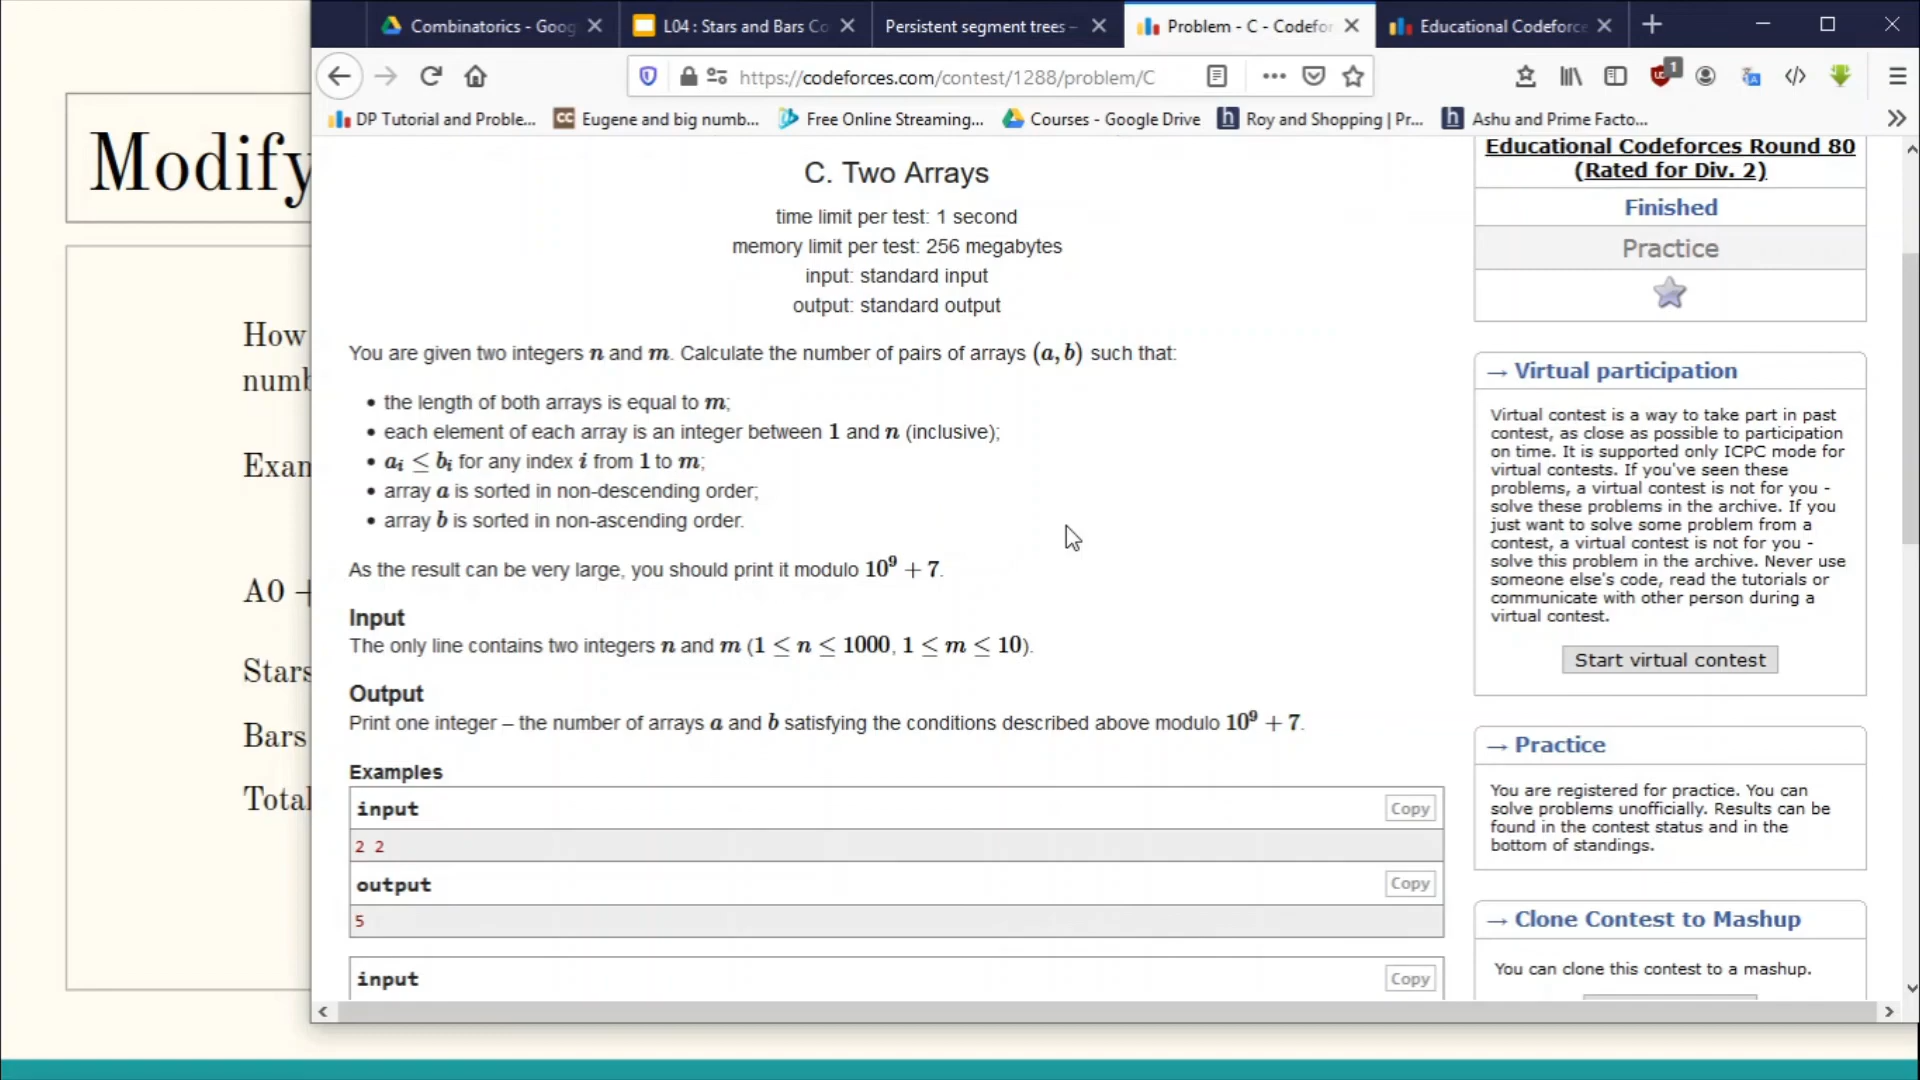 Combinatorics - Goog
L04 : Stars and Bars Co
Persistent segment trees -
Problem - C - Codefor
Educational Codeforce
https://codeforces.com/contest/1288/problem/C
1
DP Tutorial and Proble...
CC Eugene and big numb...
Free Online Streaming...
Courses - Google Drive
h Roy and Shopping | Pr...
h Ashu and Prime Facto...
Modify
How
numb
Exam
A0 +
Stars
Bars
Total
C. Two Arrays
time limit per test: 1 second
memory limit per test: 256 megabytes
input: standard input
output: standard output
You are given two integers n and m. Calculate the number of pairs of arrays (a, b) such that:
• the length of both arrays is equal to m;
• each element of each array is an integer between 1 and n (inclusive);
• aᵢ ≤ bᵢ for any index i from 1 to m;
• array a is sorted in non-descending order;
• array b is sorted in non-ascending order.
As the result can be very large, you should print it modulo 10⁹ + 7.
Input
The only line contains two integers n and m (1 ≤ n ≤ 1000, 1 ≤ m ≤ 10).
Output
Print one integer – the number of arrays a and b satisfying the conditions described above modulo 10⁹ + 7.
Examples
input
Copy
2 2
output
Copy
5
input
Copy
Educational Codeforces Round 80
(Rated for Div. 2)
Finished
Practice
→ Virtual participation
Virtual contest is a way to take part in past
contest, as close as possible to participation
on time. It is supported only ICPC mode for
virtual contests. If you've seen these
problems, a virtual contest is not for you -
solve these problems in the archive. If you
just want to solve some problem from a
contest, a virtual contest is not for you -
solve this problem in the archive. Never use
someone else's code, read the tutorials or
communicate with other person during a
virtual contest.
Start virtual contest
→ Practice
You are registered for practice. You can
solve problems unofficially. Results can be
found in the contest status and in the
bottom of standings.
→ Clone Contest to Mashup
You can clone this contest to a mashup.